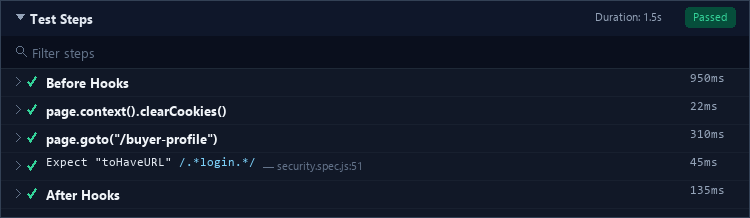 Test Steps Duration: 1.5s Passed
Filter steps
Before Hooks 950ms
page.context().clearCookies() 22ms
page.goto("/buyer-profile") 310ms
Expect "toHaveURL" /.*login.*/ — security.spec.js:51 45ms
After Hooks 135ms